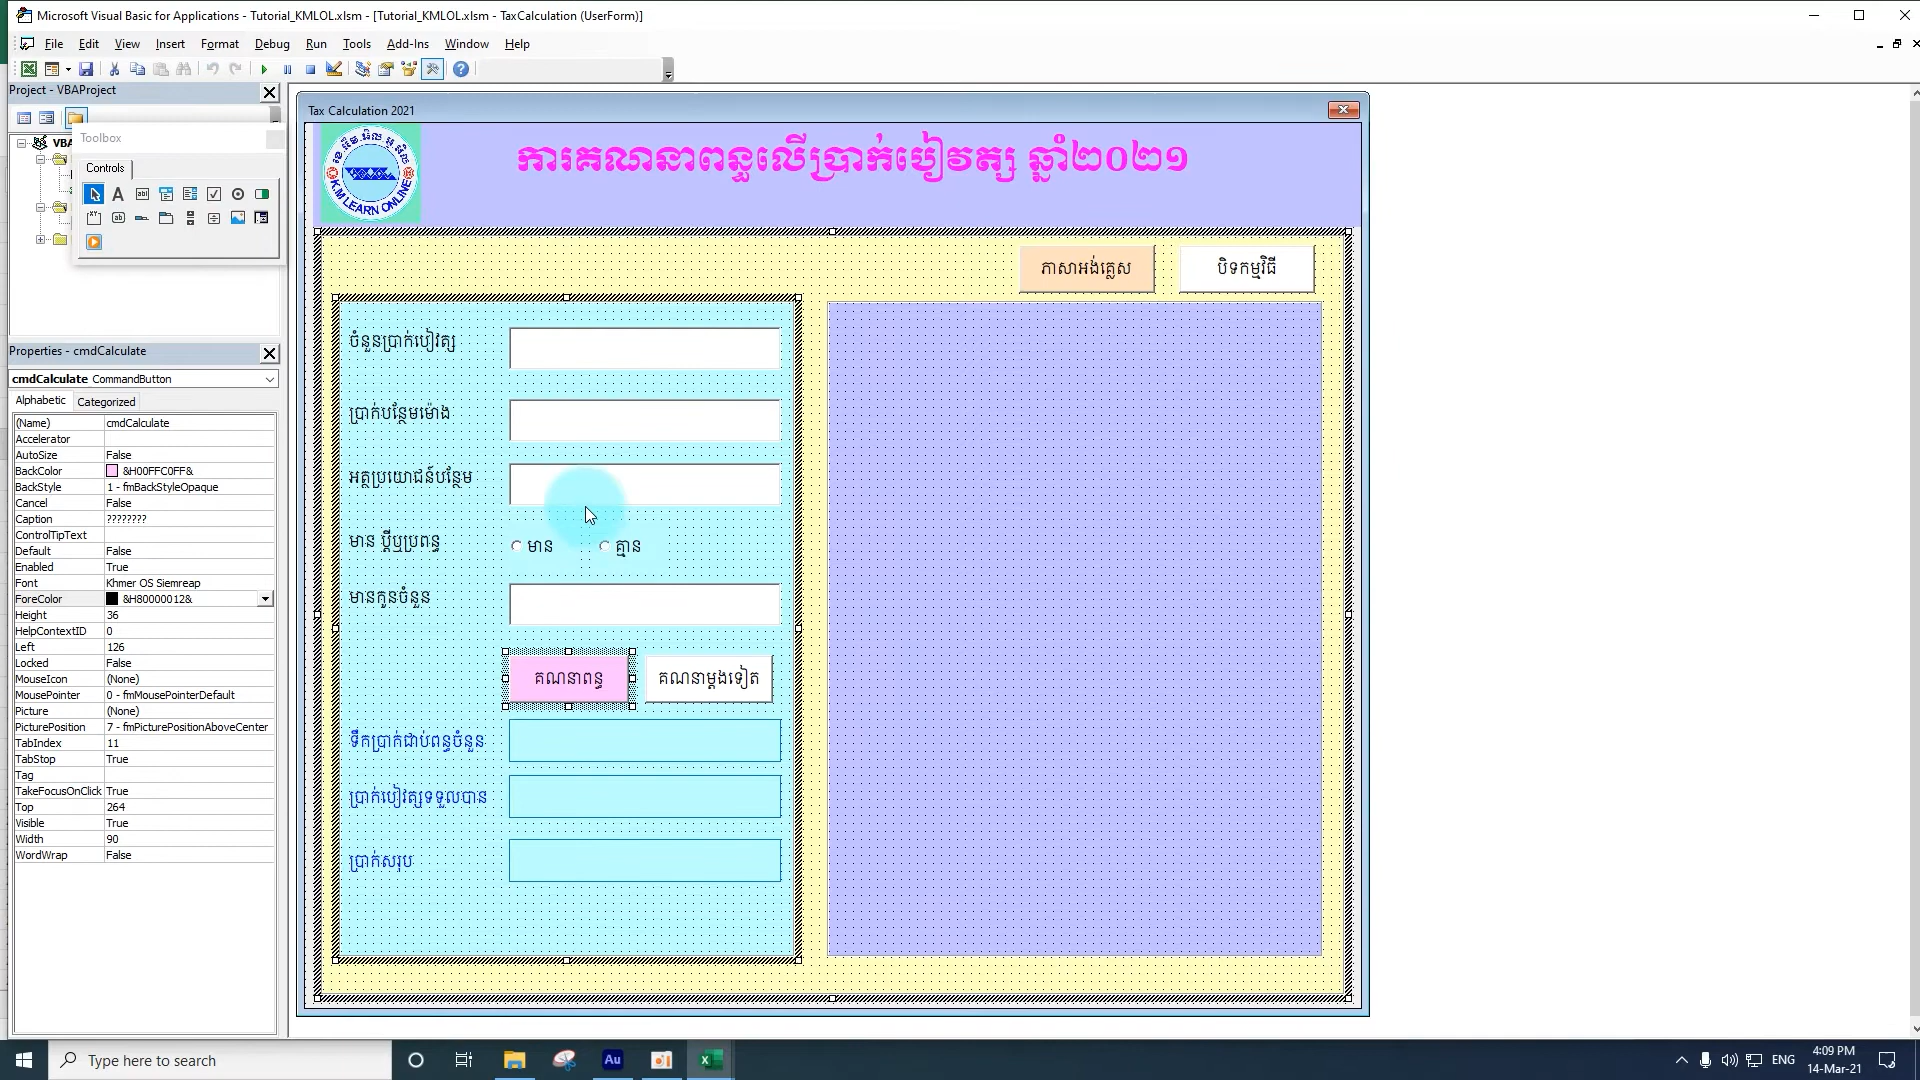 Microsoft Visual Basic for Applications - Tutorial_KMLOL.xlsm - [Tutorial_KMLOL.xlsm - TaxCalculation (UserForm)]
File Edit View Insert Format Debug Run Tools Add-Ins Window Help
Project - VBAProject
Toolbox
VBA
Controls
Properties - cmdCalculate
cmdCalculate CommandButton
Alphabetic Categorized
(Name) cmdCalculate
Accelerator
AutoSize False
BackColor &H00FFC0FF&
BackStyle 1 - fmBackStyleOpaque
Cancel False
Caption ????????
ControlTipText
Default False
Enabled True
Font Khmer OS Siemreap
ForeColor &H80000012&
Height 36
HelpContextID 0
Left 126
Locked False
MouseIcon (None)
MousePointer 0 - fmMousePointerDefault
Picture (None)
PicturePosition 7 - fmPicturePositionAboveCenter
TabIndex 11
TabStop True
Tag
TakeFocusOnClick True
Top 264
Visible True
Width 90
WordWrap False
Tax Calculation 2021
ខេ អឹម ធីល អូ អិល
KM LEARN ONLINE
ការគណនាពន្ធលើប្រាក់បៀវត្ស ឆ្នាំ២០២១
ភាសាអង់គ្លេស
បិទកម្មវិធី
ចំនួនប្រាក់បៀវត្ស
ប្រាក់បន្ថែមម៉ោង
អត្ថប្រយោជន៍បន្ថែម
មាន ប្តីឬប្រពន្ធ
មាន គ្មាន
មានកូនចំនួន
គណនាពន្ធ
គណនាម្តងទៀត
ទឹកប្រាក់ជាប់ពន្ធចំនួន
ប្រាក់បៀវត្សទទួលបាន
ប្រាក់សរុប
Type here to search
Au
ENG
4:09 PM
14-Mar-21